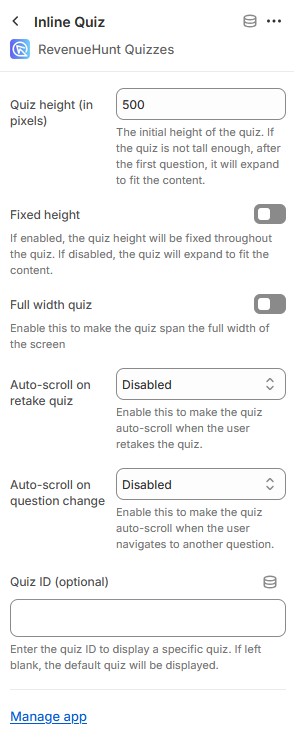 Inline Quiz
RevenueHunt Quizzes
Quiz height (in
pixels)
500
The initial height of the quiz. If
the quiz is not tall enough, after
the first question, it will expand
to fit the content.
Fixed height
If enabled, the quiz height will be fixed throughout
the quiz. If disabled, the quiz will expand to fit the
content.
Full width quiz
Enable this to make the quiz span the full width of
the screen
Auto-scroll on
retake quiz
Disabled
Enable this to make the quiz
auto-scroll when the user
retakes the quiz.
Auto-scroll on
question change
Disabled
Enable this to make the quiz
auto-scroll when the user
navigates to another question.
Quiz ID (optional)
Enter the quiz ID to display a specific quiz. If left
blank, the default quiz will be displayed.
Manage app